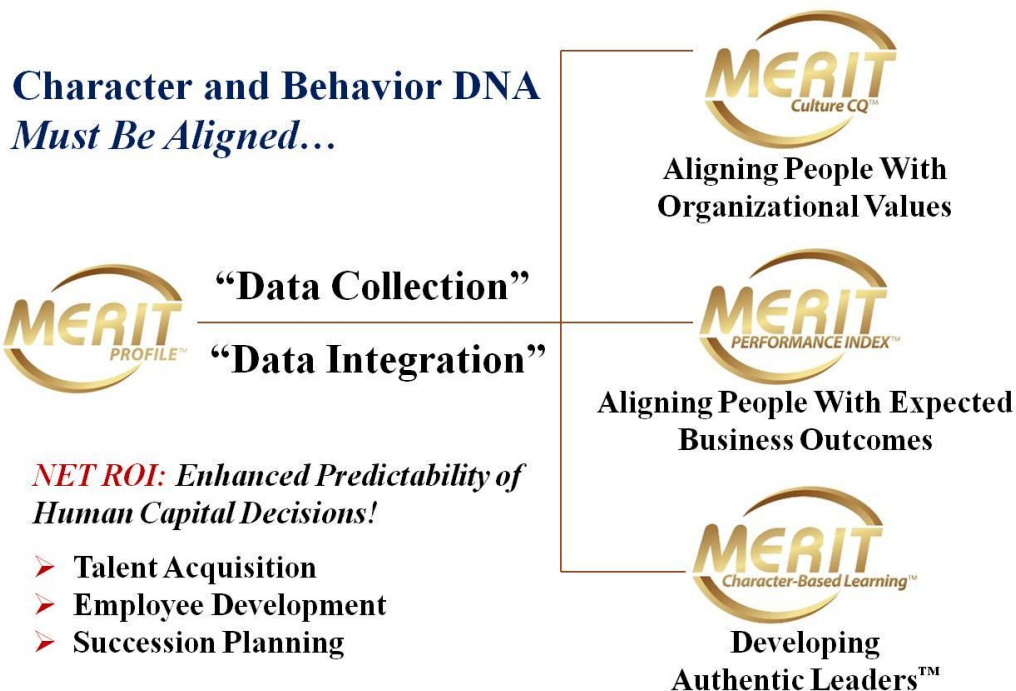 Character and Behavior DNA
Must Be Aligned…
MERIT
PROFILE™
“Data Collection”
“Data Integration”
NET ROI: Enhanced Predictability of
Human Capital Decisions!
Talent Acquisition
Employee Development
Succession Planning
MERIT
Culture CQ™
Aligning People With
Organizational Values
MERIT
PERFORMANCE INDEX™
Aligning People With Expected
Business Outcomes
MERIT
Character-Based Learning™
Developing
Authentic Leaders™